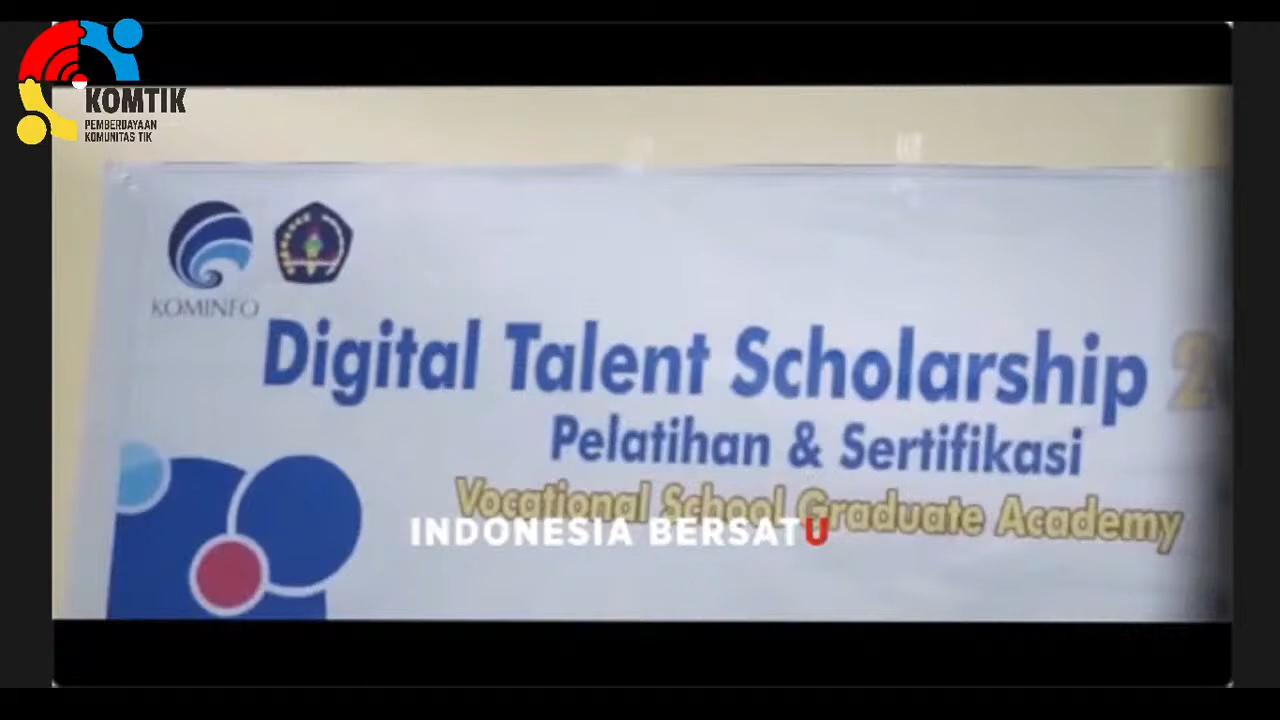 KOMTIK
PEMBERDAYAAN
KOMUNITAS TIK
KOMINFO
Digital Talent Scholarship
Pelatihan & Sertifikasi
Vocational School Graduate Academy
INDONESIA BERSATU